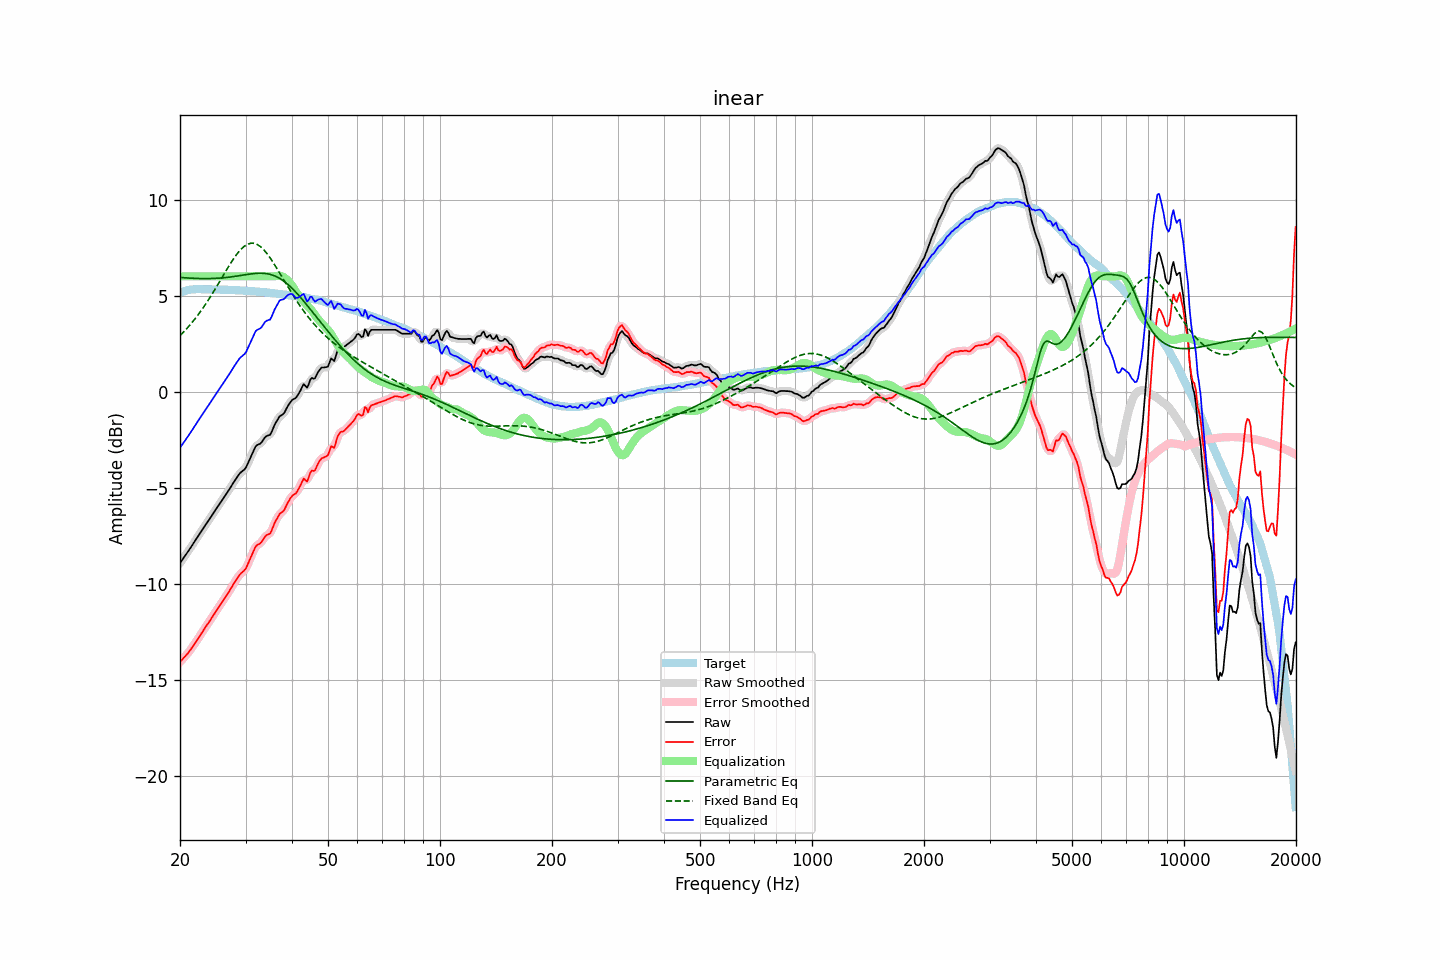 inear
10
5
0
−5
−10
−15
−20
Amplitude (dBr)
Target
Raw Smoothed
Error Smoothed
Raw
Error
Equalization
Parametric Eq
Fixed Band Eq
Equalized
20 50 100 200 500 1000 2000 5000 10000 20000
Frequency (Hz)